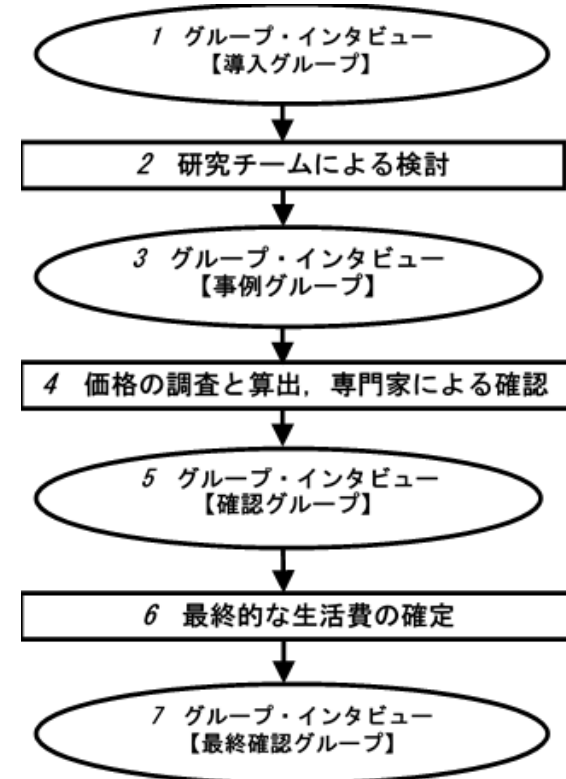 1 グループ・インタビュー
【導入グループ】
2 研究チームによる検討
3 グループ・インタビュー
【事例グループ】
4 価格の調査と算出，専門家による確認
5 グループ・インタビュー
【確認グループ】
6 最終的な生活費の確定
7 グループ・インタビュー
【最終確認グループ】